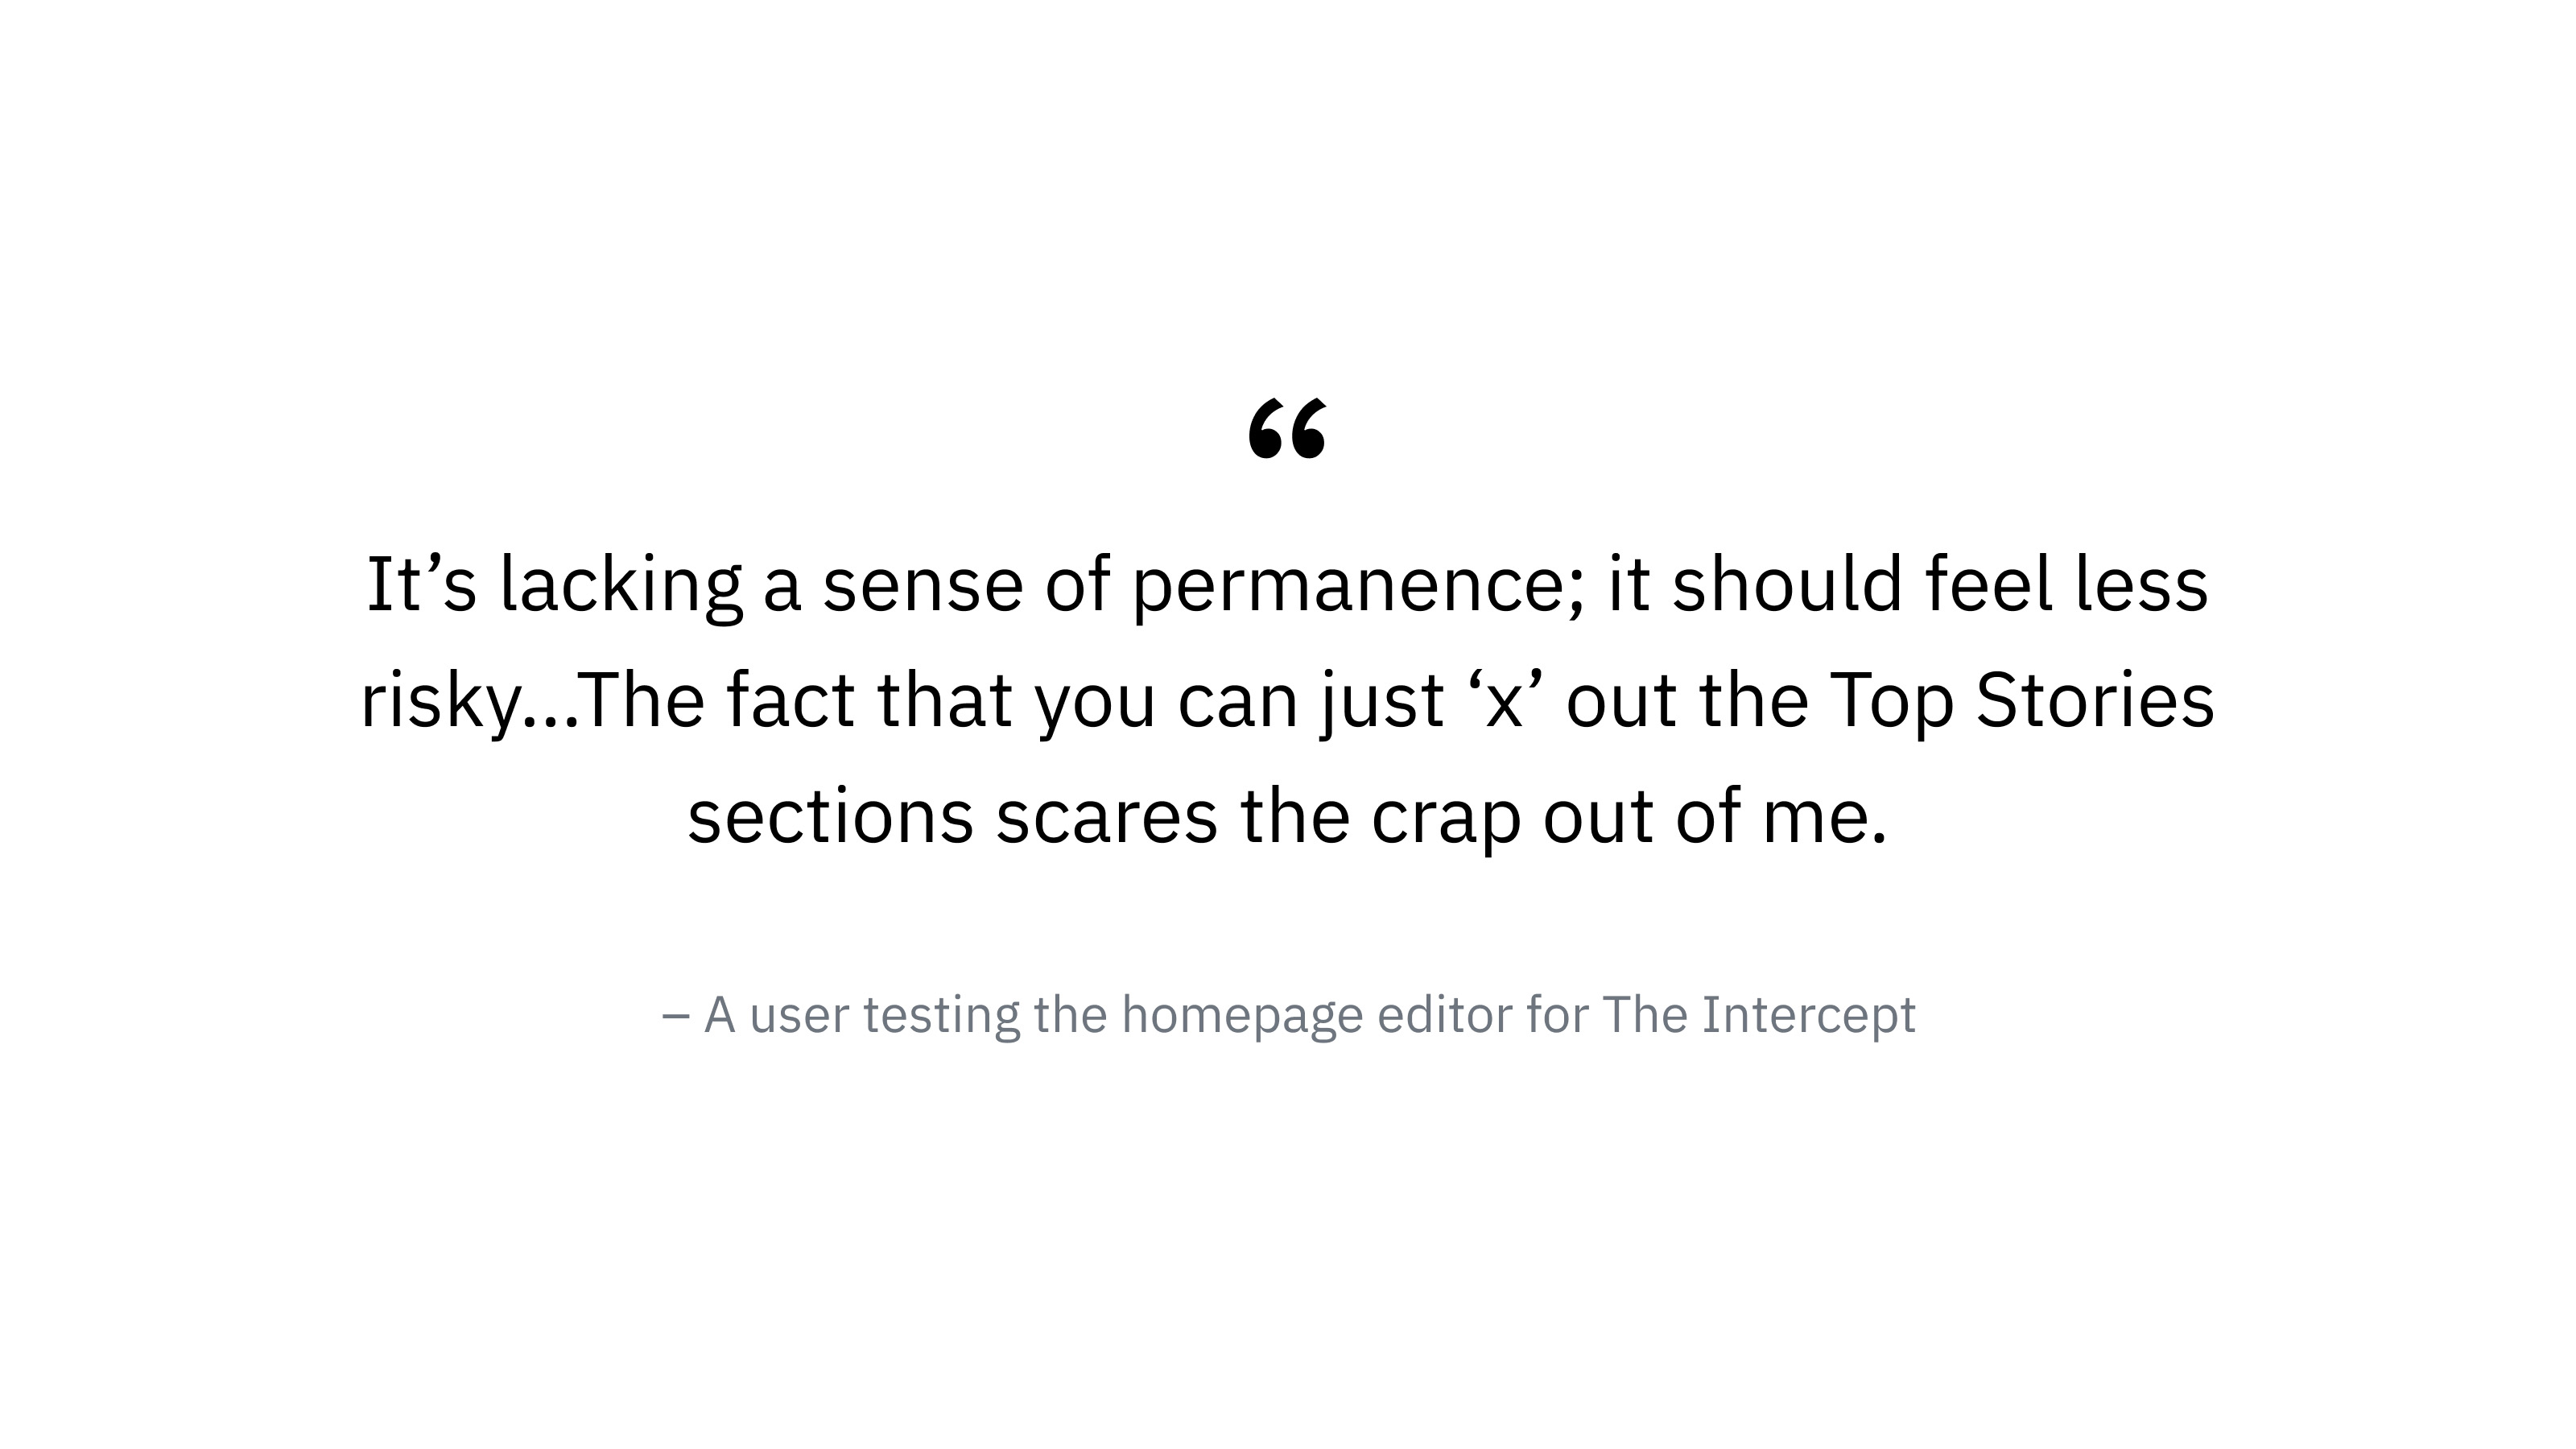 “
It’s lacking a sense of permanence; it should feel less
risky...The fact that you can just ‘x’ out the Top Stories
sections scares the crap out of me.
– A user testing the homepage editor for The Intercept